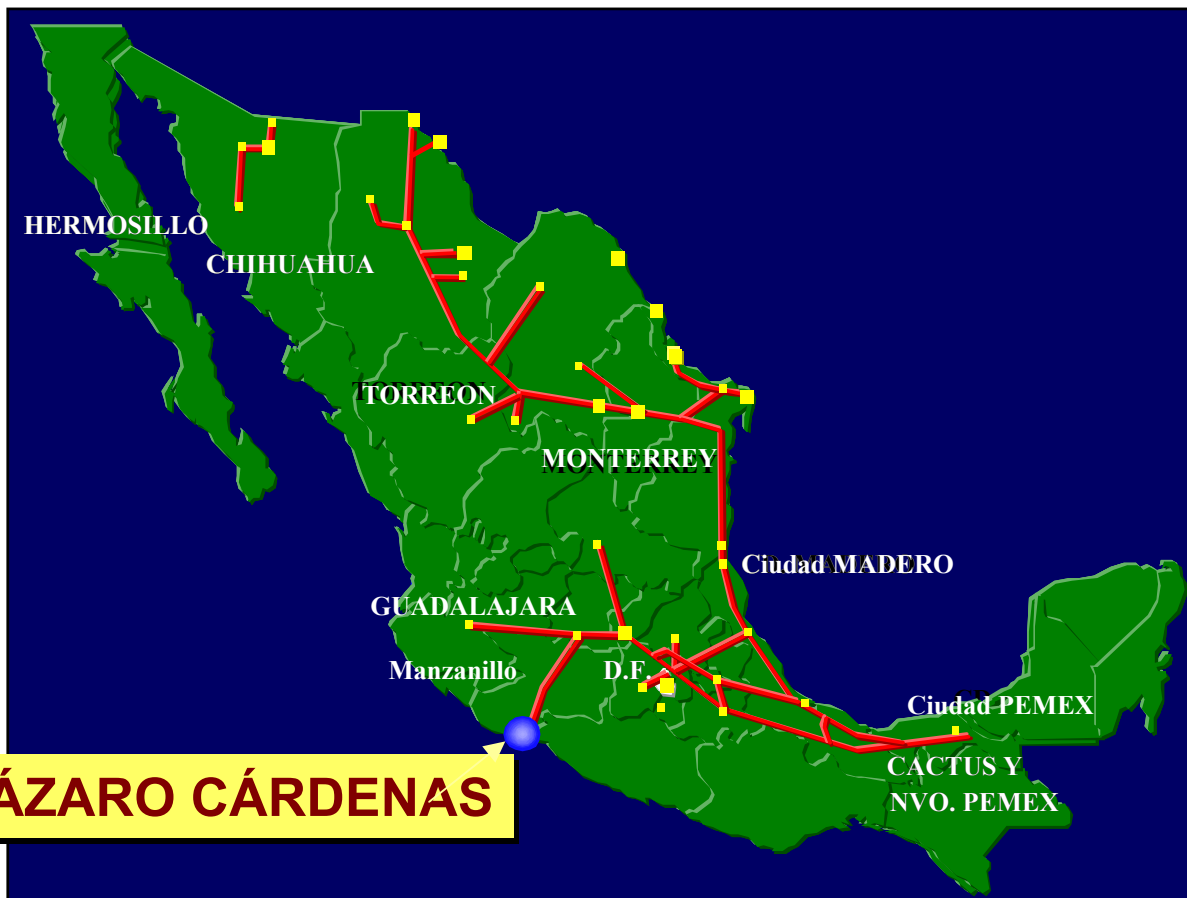 HERMOSILLO
CHIHUAHUA
TORREON
MONTERREY
Ciudad MADERO
GUADALAJARA
Manzanillo
D.F.
Ciudad PEMEX
CACTUS Y
NVO. PEMEX
ÁZARO CÁRDENAS